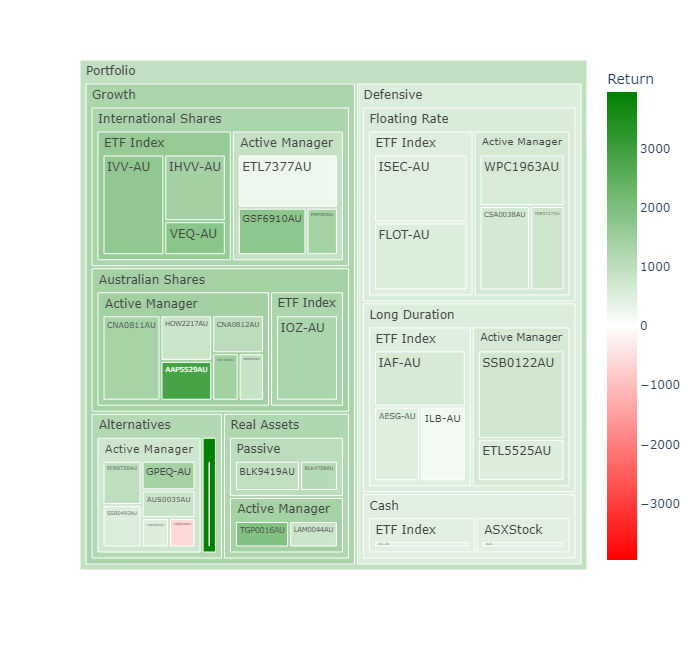 Portfolio
Growth
International Shares
ETF Index
IVV-AU
IHVV-AU
VEQ-AU
Active Manager
ETL7377AU
GSF6910AU
Australian Shares
Active Manager
CNA0811AU
HOW2217AU
CNA0812AU
AAP5529AU
ETF Index
IOZ-AU
Alternatives
Active Manager
PER0728AU
GPEQ-AU
AUS0035AU
SSB0495AU
Real Assets
Passive
BLK9419AU
BLK4708AU
Active Manager
TGP0016AU
LAM0044AU
Defensive
Floating Rate
ETF Index
ISEC-AU
FLOT-AU
Active Manager
WPC1963AU
CSA0038AU
Long Duration
ETF Index
IAF-AU
AESG-AU
ILB-AU
Active Manager
SSB0122AU
ETL5525AU
Cash
ETF Index
ASXStock
Return
3000
2000
1000
0
−1000
−2000
−3000